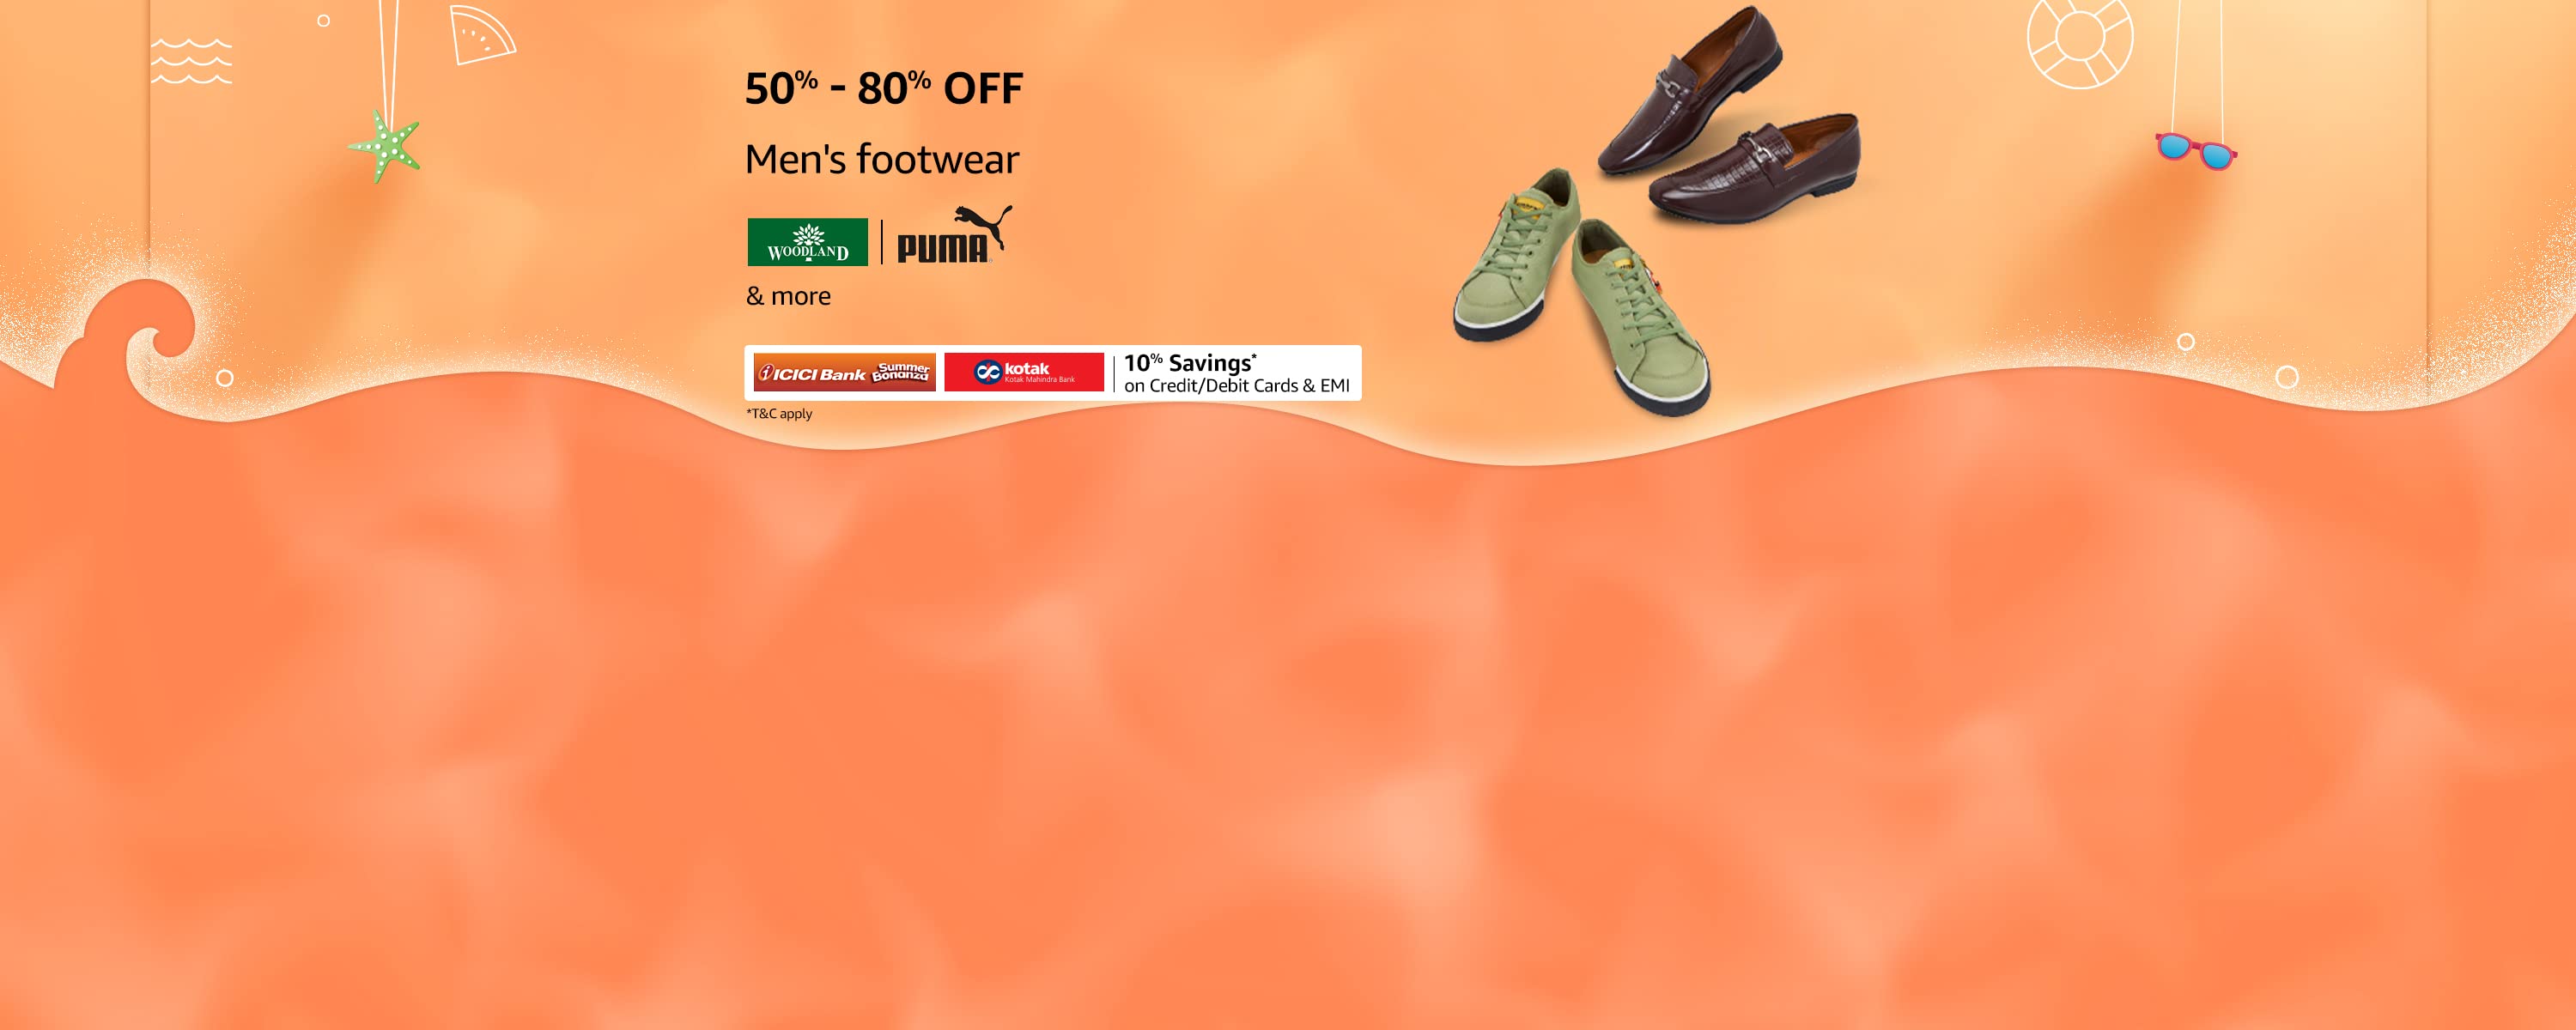 50% - 80% OFF
Men's footwear
WOODLAND
PUMA
& more
ICICI Bank Summer Bonanza
kotak
Kotak Mahindra Bank
10% Savings*
on Credit/Debit Cards & EMI
*T&C apply